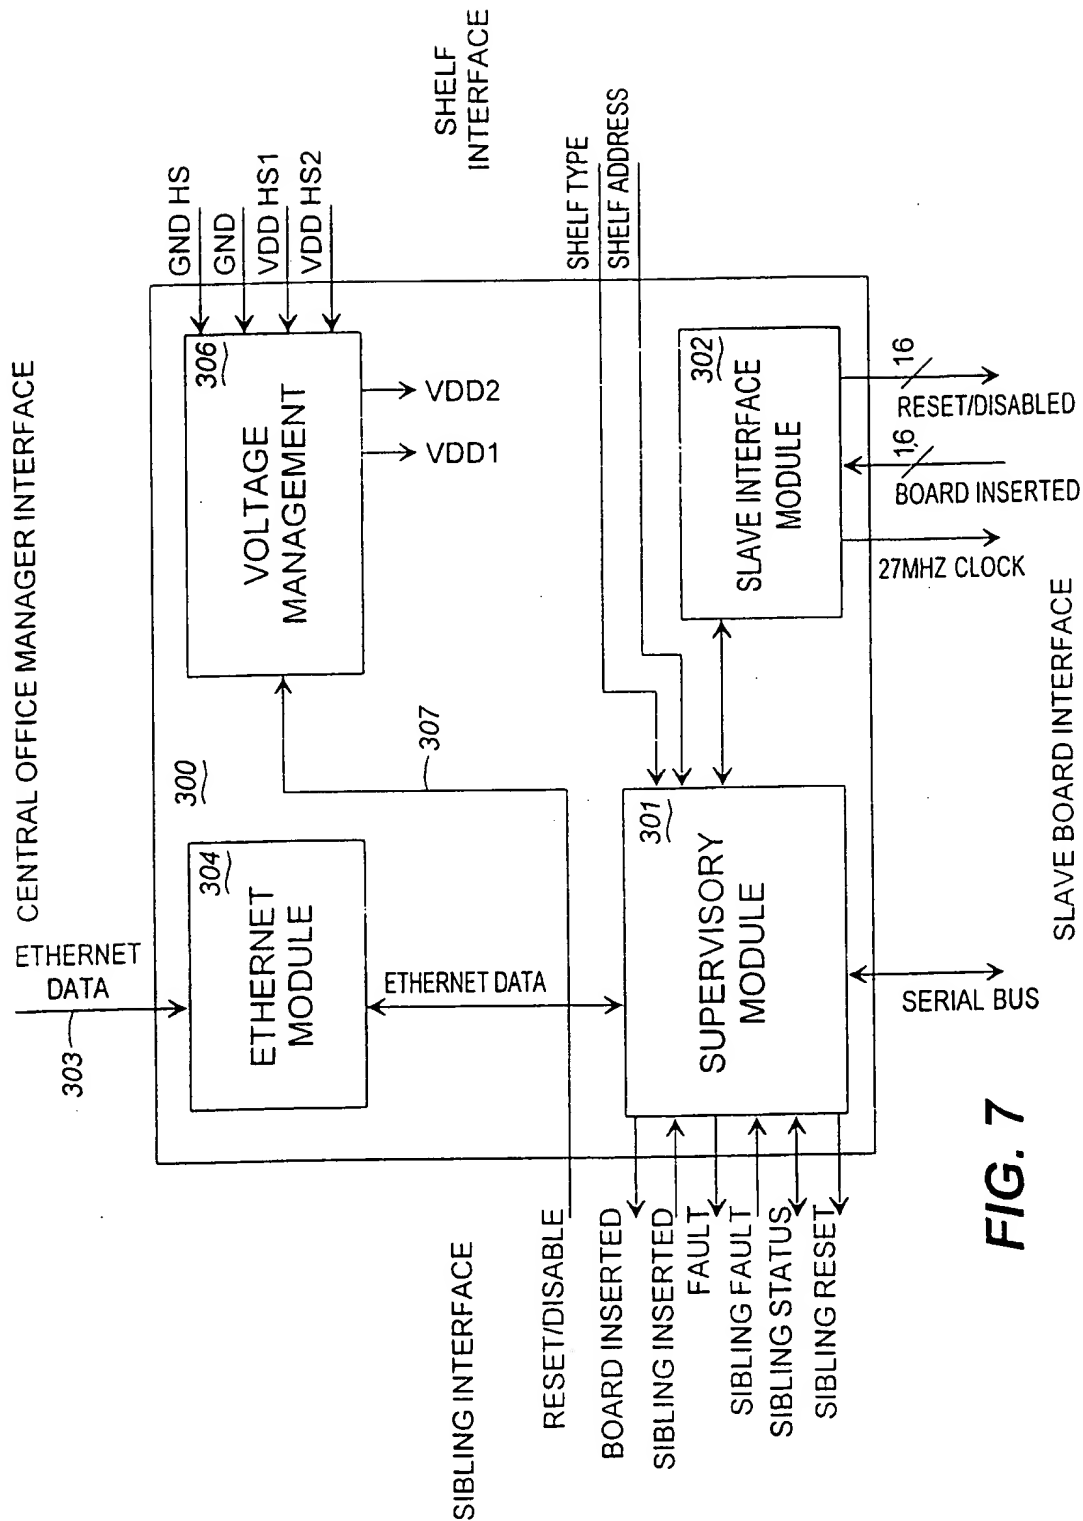 CENTRAL OFFICE MANAGER INTERFACE
ETHERNET
DATA
303
300
304
ETHERNET
MODULE
306
VOLTAGE
MANAGEMENT
GND HS
GND
VDD HS1
VDD HS2
VDD2
VDD1
307
ETHERNET DATA
SHELF
INTERFACE
SHELF TYPE
SHELF ADDRESS
SIBLING INTERFACE
RESET/DISABLE
BOARD INSERTED
SIBLING INSERTED
FAULT
SIBLING FAULT
SIBLING STATUS
SIBLING RESET
301
SUPERVISORY
MODULE
302
SLAVE INTERFACE
MODULE
SERIAL BUS
27MHZ CLOCK
16
BOARD INSERTED
16
RESET/DISABLED
SLAVE BOARD INTERFACE
FIG. 7